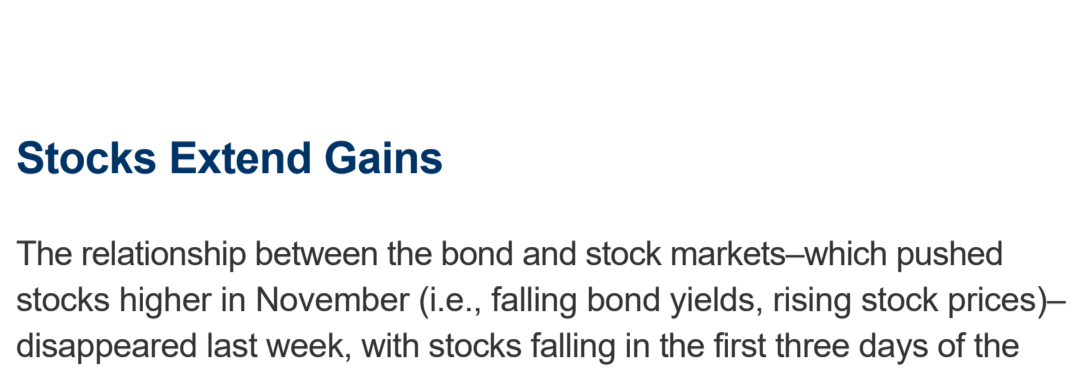 Stocks Extend Gains
The relationship between the bond and stock markets–which pushed
stocks higher in November (i.e., falling bond yields, rising stock prices)–
disappeared last week, with stocks falling in the first three days of the